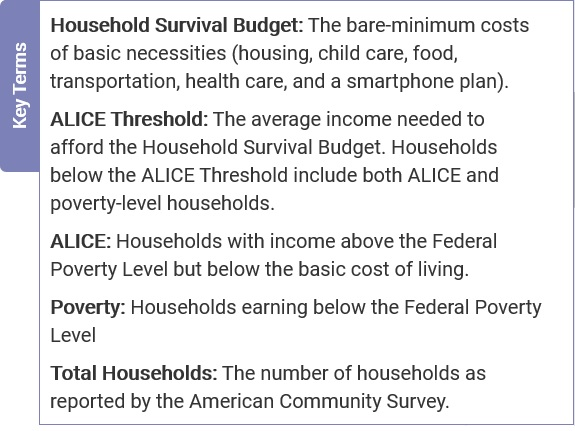 Key Terms
Household Survival Budget: The bare-minimum costs
of basic necessities (housing, child care, food,
transportation, health care, and a smartphone plan).
ALICE Threshold: The average income needed to
afford the Household Survival Budget. Households
below the ALICE Threshold include both ALICE and
poverty-level households.
ALICE: Households with income above the Federal
Poverty Level but below the basic cost of living.
Poverty: Households earning below the Federal Poverty
Level
Total Households: The number of households as
reported by the American Community Survey.